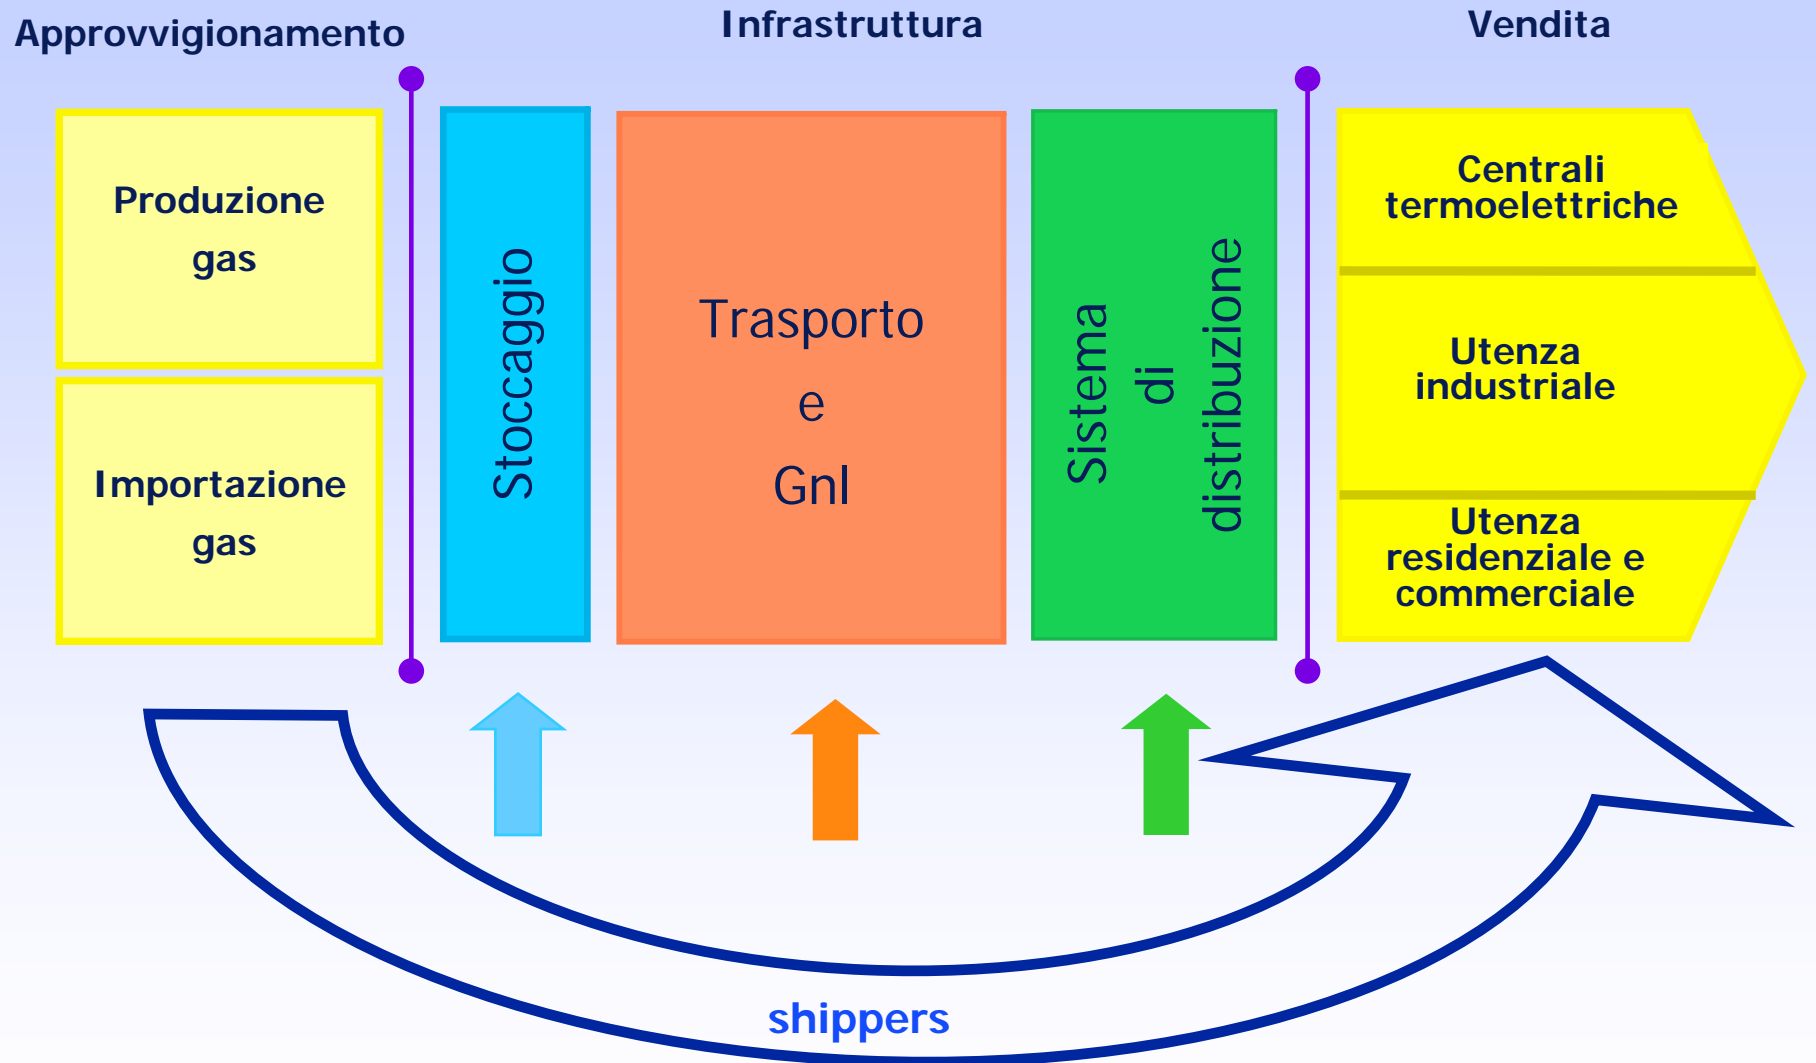 Approvvigionamento
Infrastruttura
Vendita
Produzione
gas
Importazione
gas
Stoccaggio
Trasporto
e
Gnl
Sistema
di
distribuzione
Centrali
termoelettriche
Utenza
industriale
Utenza
residenziale e
commerciale
shippers